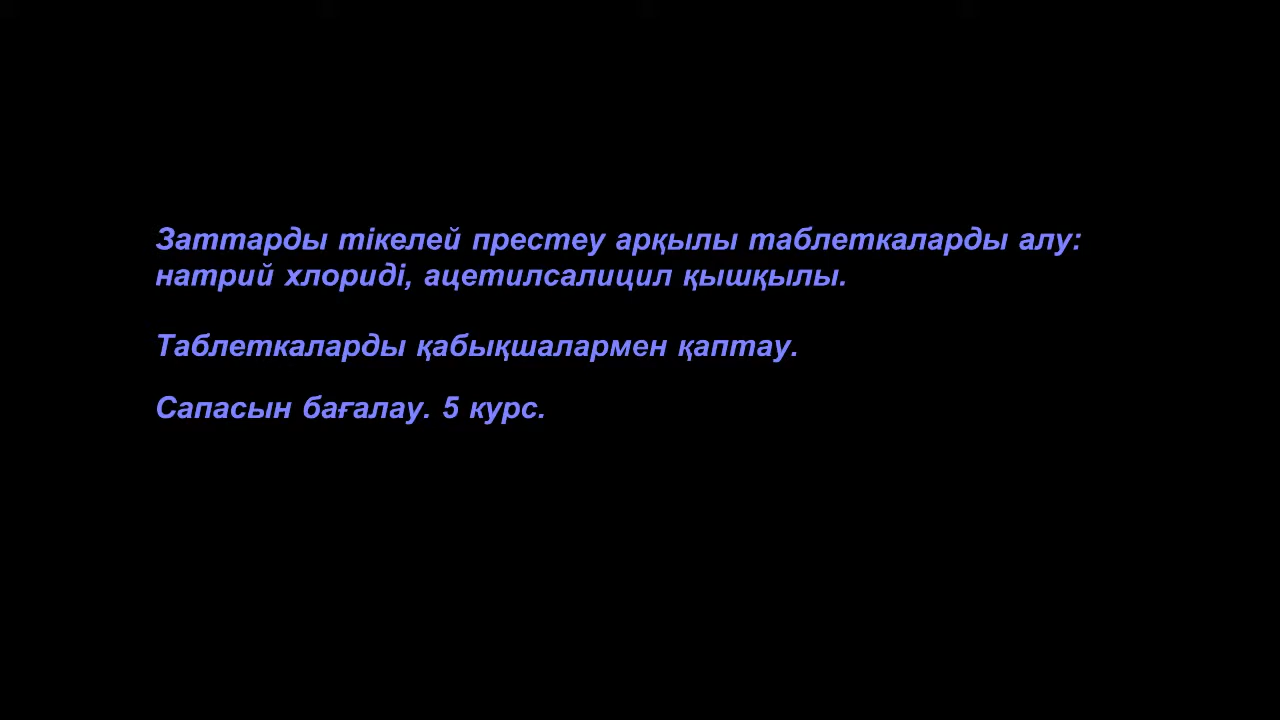 Заттарды тікелей престеу арқылы таблеткаларды алу:
натрий хлориді, ацетилсалицил қышқылы.
Таблеткаларды қабықшалармен қаптау.
Сапасын бағалау. 5 курс.